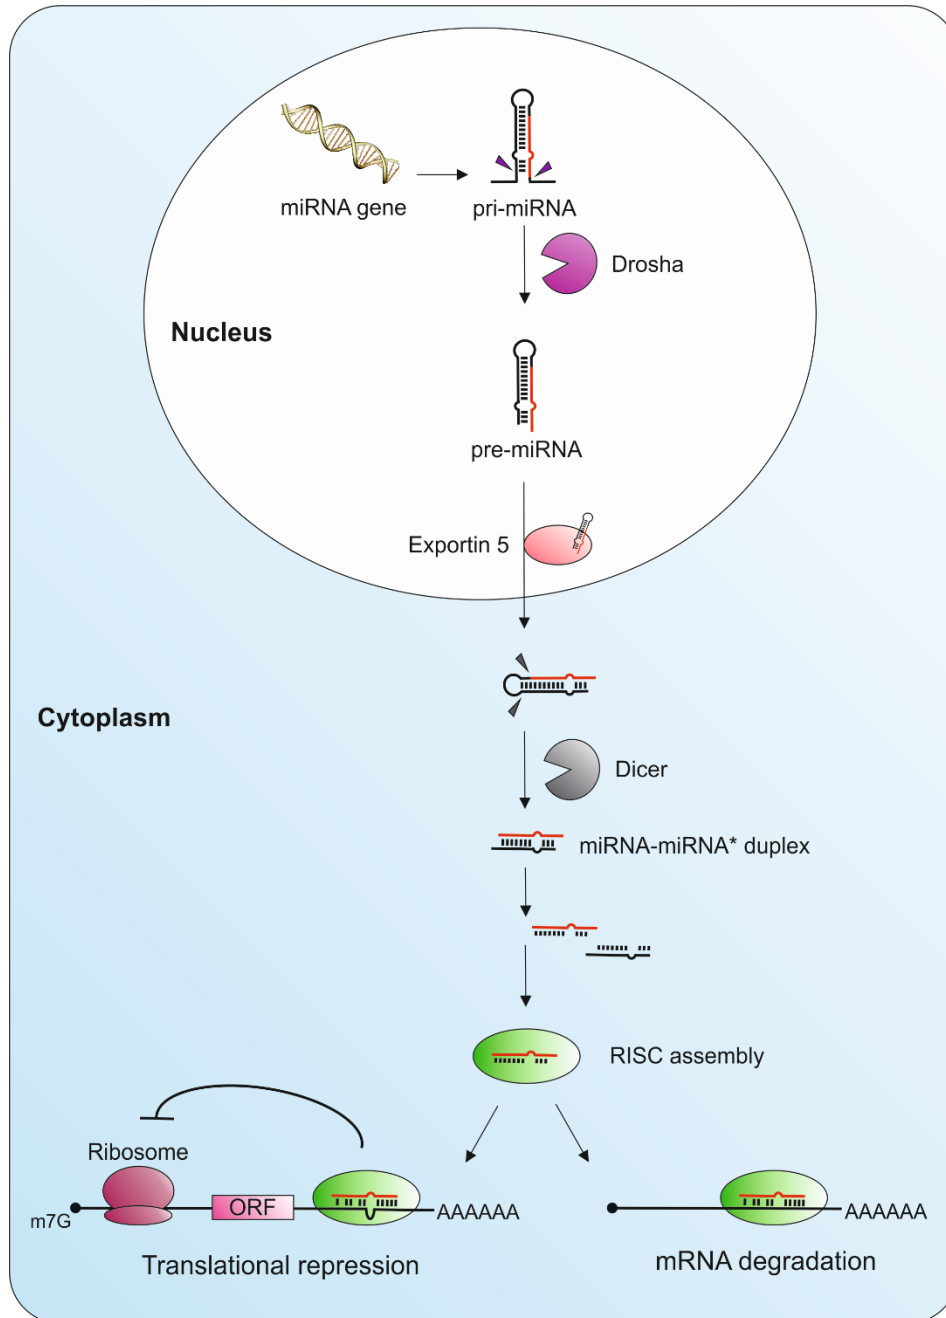 miRNA gene
pri-miRNA
Drosha
Nucleus
pre-miRNA
Exportin 5
Cytoplasm
Dicer
miRNA-miRNA* duplex
RISC assembly
Ribosome
m7G
ORF
AAAAAA
AAAAAA
Translational repression
mRNA degradation